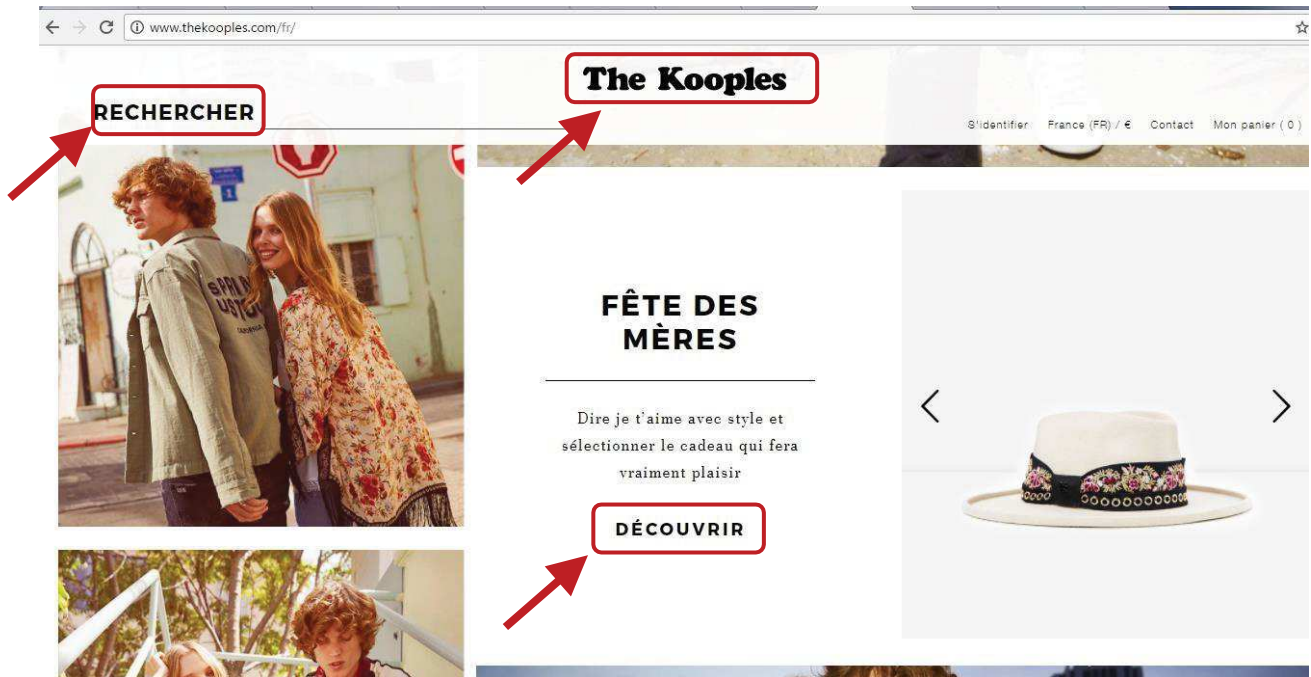 www.thekooples.com/fr/
The Kooples
RECHERCHER
S'identifier France (FR) / € Contact Mon panier ( 0 )
1
FÊTE DES
MÈRES
Dire je t'aime avec style et
sélectionner le cadeau qui fera
vraiment plaisir
DÉCOUVRIR